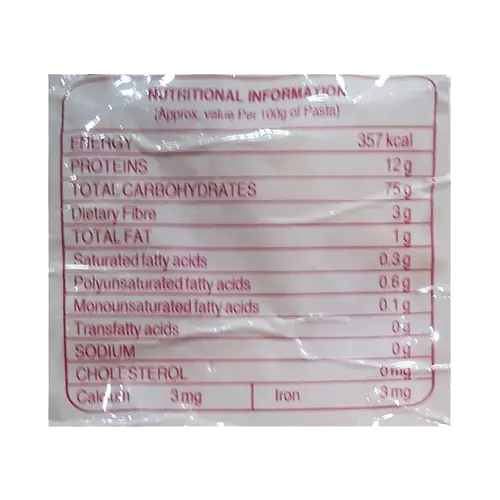 NUTRITIONAL INFORMATION
(Approx. value Per 100g of Pasta)
ENERGY 357 kcal
PROTEINS 12 g
TOTAL CARBOHYDRATES 75 g
Dietary Fibre 3 g
TOTAL FAT 1 g
Saturated fatty acids 0.3 g
Polyunsaturated fatty acids 0.6 g
Monounsaturated fatty acids 0.1 g
Transfatty acids 0 g
SODIUM 0 g
CHOLESTEROL 0 mg
Calcium 3 mg Iron 3 mg